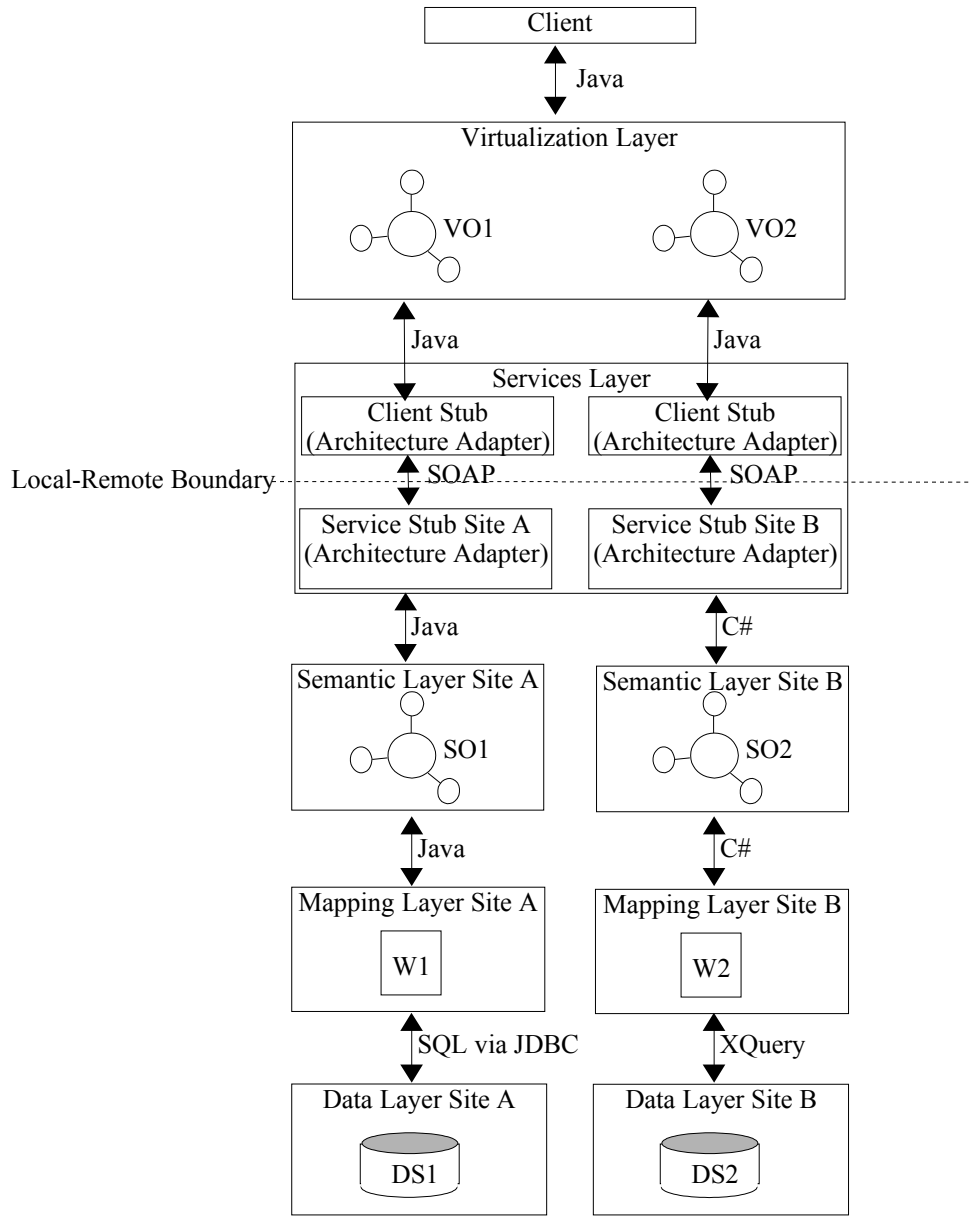 Client
Java
Virtualization Layer
VO1
VO2
Java
Java
Services Layer
Client Stub
(Architecture Adapter)
Client Stub
(Architecture Adapter)
SOAP
SOAP
Local-Remote Boundary
Service Stub Site A
(Architecture Adapter)
Service Stub Site B
(Architecture Adapter)
Java
C#
Semantic Layer Site A
Semantic Layer Site B
SO1
SO2
Java
C#
Mapping Layer Site A
Mapping Layer Site B
W1
W2
SQL via JDBC
XQuery
Data Layer Site A
Data Layer Site B
DS1
DS2